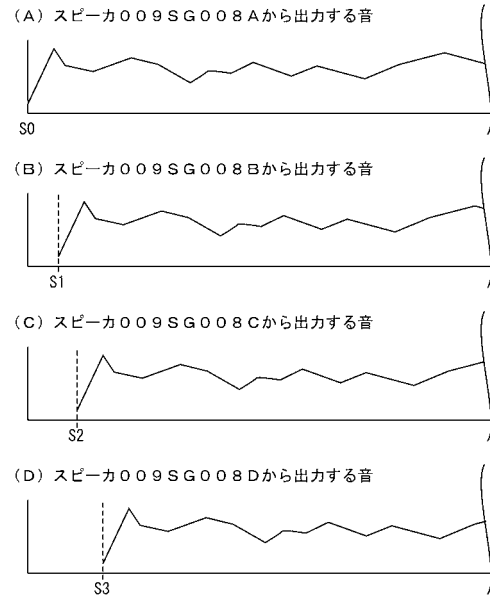 （A）スピーカ００９ＳＧ００８Ａから出力する音
S0
（B）スピーカ００９ＳＧ００８Ｂから出力する音
S1
（C）スピーカ００９ＳＧ００８Ｃから出力する音
S2
（D）スピーカ００９ＳＧ００８Ｄから出力する音
S3